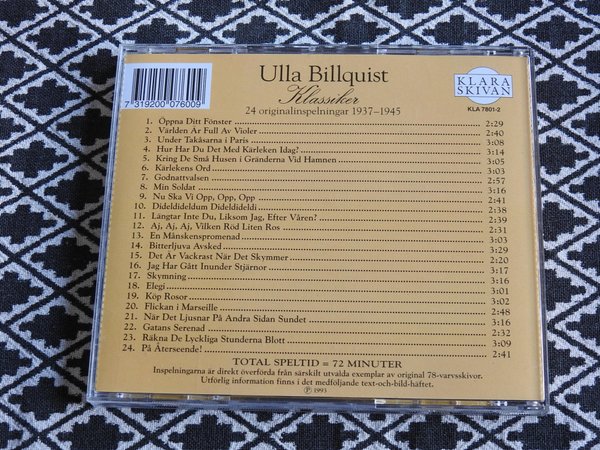 Ulla Billquist
Klassiker
24 originalinspelningar 1937–1945
7 319200 076009
KLARA
SKIVAN
KLA 7801-2
1. Öppna Ditt Fönster 2:29
2. Världen Är Full Av Violer 2:40
3. Under Takåsarna i Paris 3:08
4. Hur Har Du Det Med Kärleken Idag? 3:14
5. Kring De Små Husen i Gränderna Vid Hamnen 3:05
6. Kärlekens Ord 3:03
7. Godnattvalsen 2:57
8. Min Soldat 3:16
9. Nu Ska Vi Opp, Opp, Opp 2:41
10. Dideldideldum Dideldideldi 2:38
11. Längtar Inte Du, Liksom Jag, Efter Våren? 2:39
12. Aj, Aj, Aj, Vilken Röd Liten Ros 2:31
13. En Månskenspromenad 3:03
14. Bitterljuva Avsked 3:29
15. Det Är Vackrast När Det Skymmer 2:20
16. Jag Har Gått Inunder Stjärnor 3:17
17. Skymning 3:16
18. Elegi 3:01
19. Köp Rosor 3:02
20. Flickan i Marseille 2:48
21. När Det Ljusnar På Andra Sidan Sundet 3:16
22. Gatans Serenad 2:32
23. Räkna De Lyckliga Stunderna Blott 3:09
24. På Återseende! 2:41
TOTAL SPELTID = 72 MINUTER
Inspelningarna är direkt överförda från särskilt utvalda exemplar av original 78-varvsskivor.
Utförlig information finns i det medföljande text-och-bild-häftet.
Ⓟ 1993